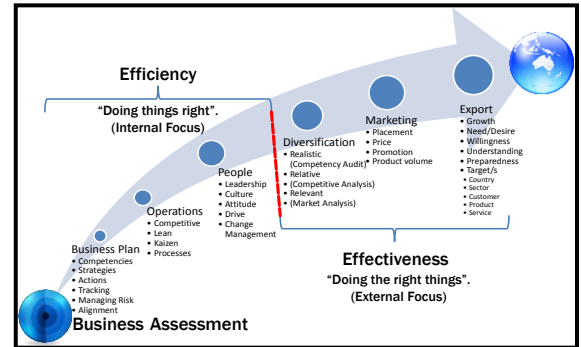 Efficiency
“Doing things right”.
(Internal Focus)
Business Plan
• Competencies
• Strategies
• Actions
• Tracking
• Managing Risk
• Alignment
Business Assessment
Operations
• Competitive
• Lean
• Kaizen
• Processes
People
• Leadership
• Culture
• Attitude
• Drive
• Change
Management
Diversification
• Realistic
(Competency Audit)
• Relative
• (Competitive Analysis)
• Relevant
• (Market Analysis)
Marketing
• Placement
• Price
• Promotion
• Product volume
Export
• Growth
• Need/Desire
• Willingness
• Understanding
• Preparedness
• Target/s
• Country
• Sector
• Customer
• Product
• Service
Effectiveness
“Doing the right things”.
(External Focus)